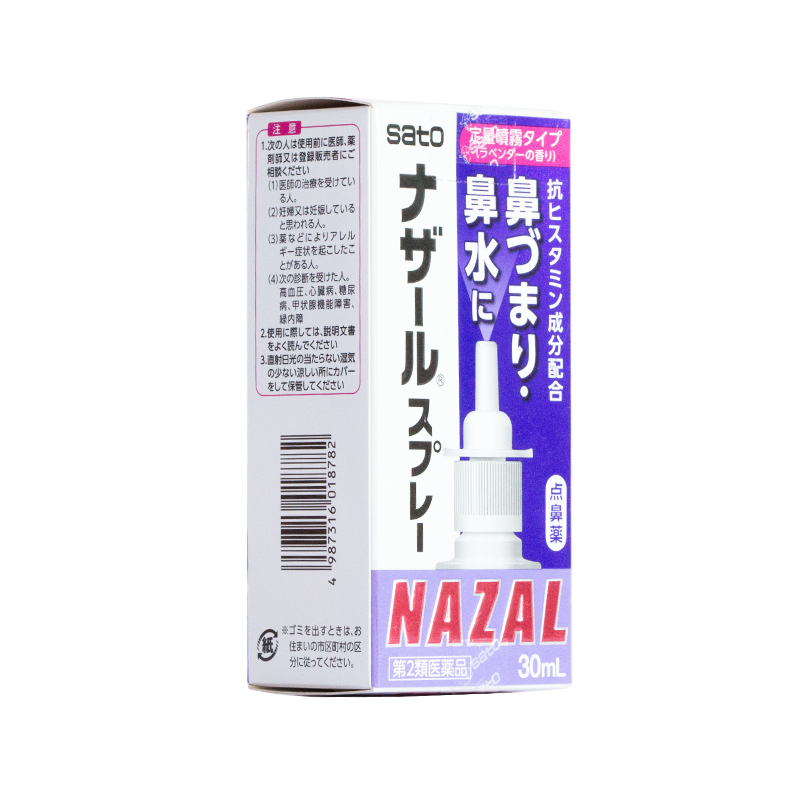 注意
1.次の人は使用前に医師、薬
剤師又は登録販売者にご
相談ください
(1)医師の治療を受けてい
る人。
(2)妊婦又は妊娠している
と思われる人。
(3)薬などによりアレル
ギー症状を起こしたこ
とがある人。
(4)次の診断を受けた人。
高血圧、心臓病、糖尿
病、甲状腺機能障害、
緑内障
2.使用に際しては、説明文書
をよく読んでください
3.直射日光の当たらない湿気
の少ない涼しい所にカバー
をして保管してください
4 987316 018782
紙
※ゴミを出すときは、お
住まいの市区町村の区
分に従ってください。
sato
定量噴霧タイプ
(ラベンダーの香り)
抗ヒスタミン成分配合
鼻づまり・
鼻水に
ナザール®スプレー
点鼻薬
NAZAL
第2類医薬品
30mL
sato
sato